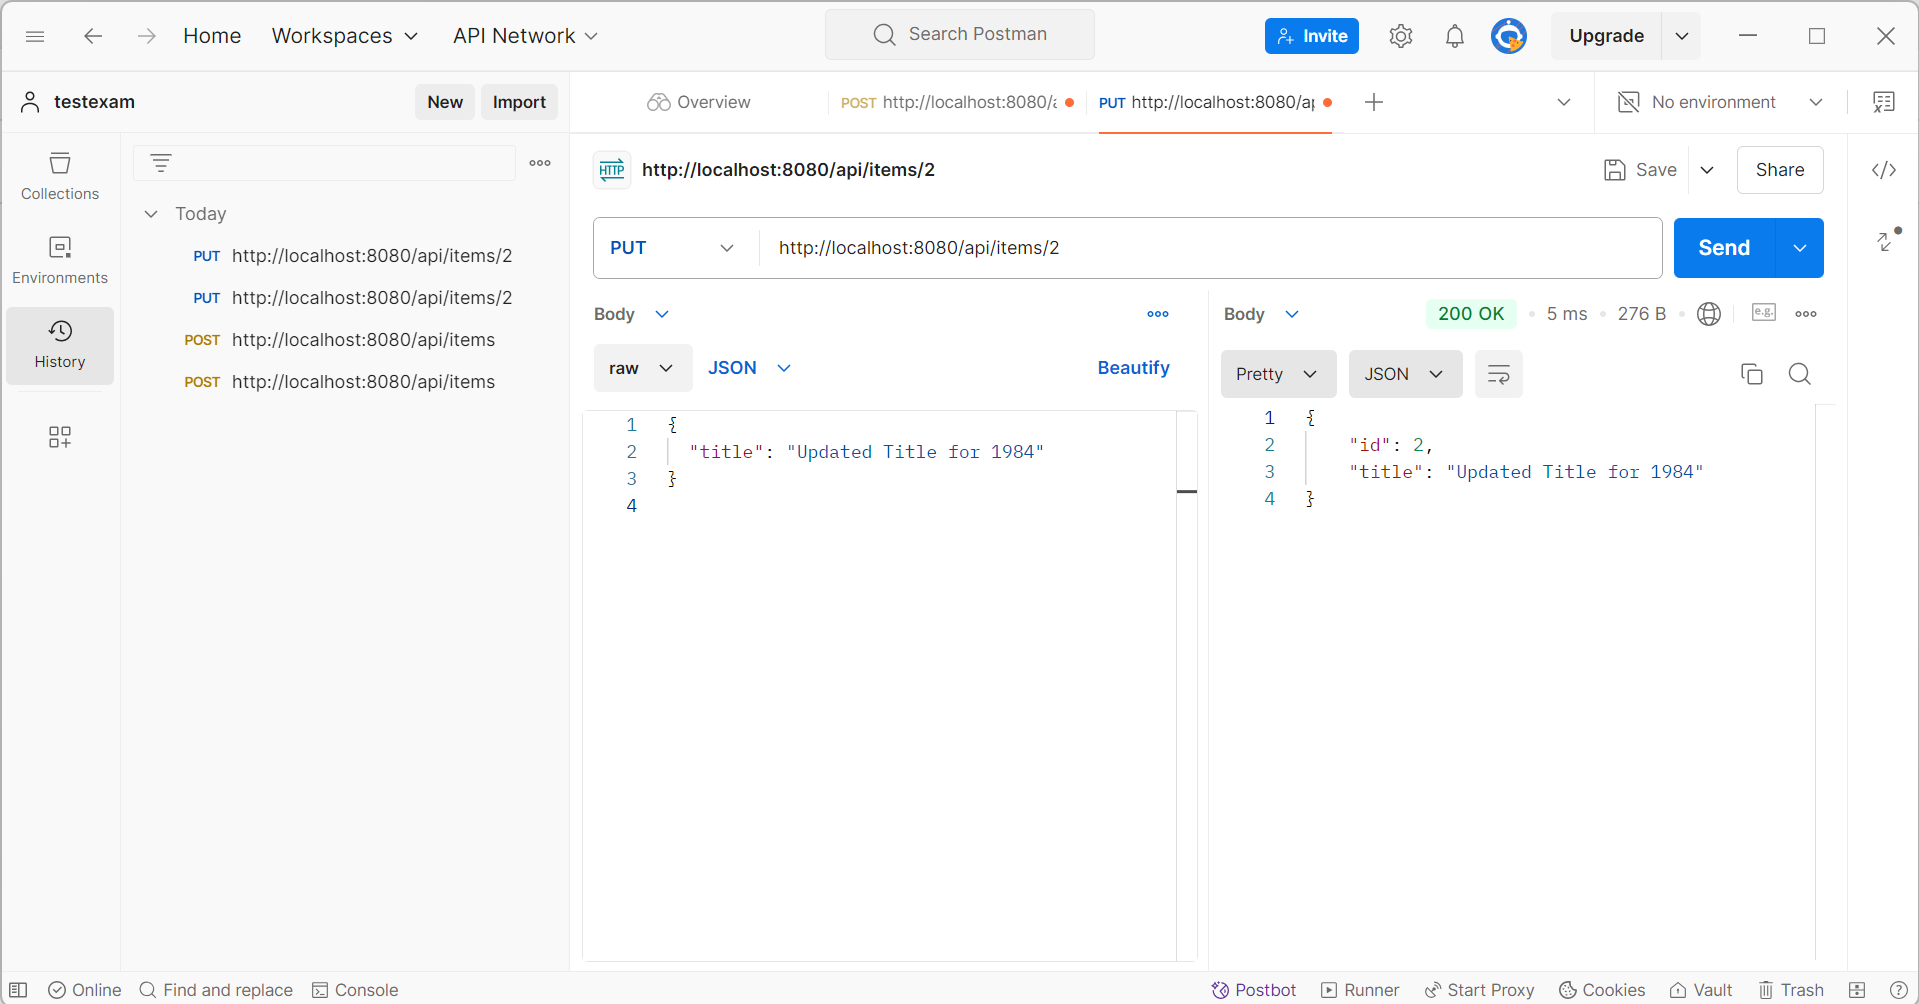 Home Workspaces API Network Search Postman Invite Upgrade
testexam New Import Overview POST http://localhost:8080/a PUT http://localhost:8080/ap No environment
Collections
Environments
History
Today
PUT http://localhost:8080/api/items/2
PUT http://localhost:8080/api/items/2
POST http://localhost:8080/api/items
POST http://localhost:8080/api/items
HTTP http://localhost:8080/api/items/2 Save Share
PUT http://localhost:8080/api/items/2 Send
Body
raw JSON Beautify
1 {
2 "title": "Updated Title for 1984"
3 }
4
Body 200 OK 5 ms 276 B e.g.
Pretty JSON
1 {
2 "id": 2,
3 "title": "Updated Title for 1984"
4 }
Online Find and replace Console Postbot Runner Start Proxy Cookies Vault Trash